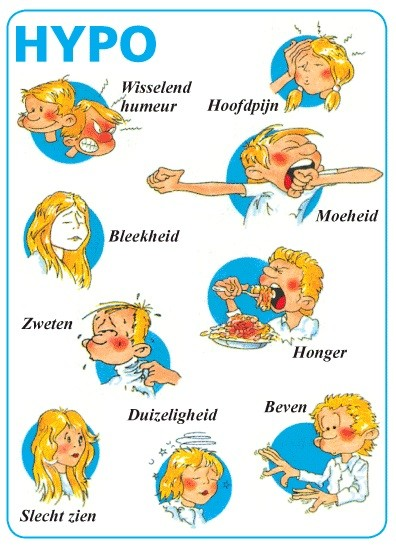 HYPO
Wisselend
humeur
Hoofdpijn
Moeheid
Bleekheid
Zweten
Honger
Duizeligheid
Beven
Slecht zien